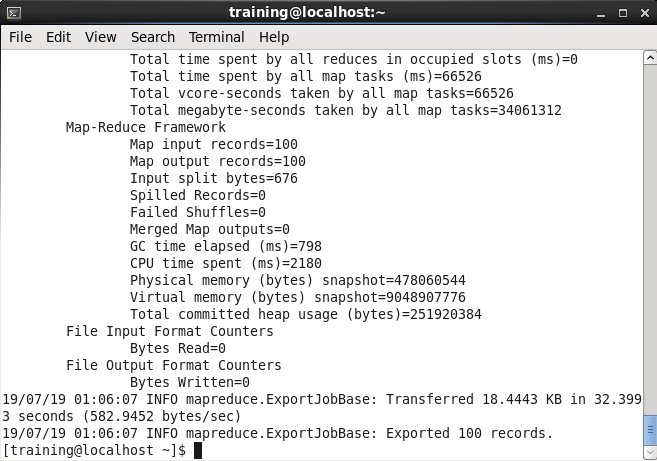 training@localhost:~
File Edit View Search Terminal Help
Total time spent by all reduces in occupied slots (ms)=0
Total time spent by all map tasks (ms)=66526
Total vcore-seconds taken by all map tasks=66526
Total megabyte-seconds taken by all map tasks=34061312
Map-Reduce Framework
Map input records=100
Map output records=100
Input split bytes=676
Spilled Records=0
Failed Shuffles=0
Merged Map outputs=0
GC time elapsed (ms)=798
CPU time spent (ms)=2180
Physical memory (bytes) snapshot=478060544
Virtual memory (bytes) snapshot=9048907776
Total committed heap usage (bytes)=251920384
File Input Format Counters
Bytes Read=0
File Output Format Counters
Bytes Written=0
19/07/19 01:06:07 INFO mapreduce.ExportJobBase: Transferred 18.4443 KB in 32.399
3 seconds (582.9452 bytes/sec)
19/07/19 01:06:07 INFO mapreduce.ExportJobBase: Exported 100 records.
[training@localhost ~]$